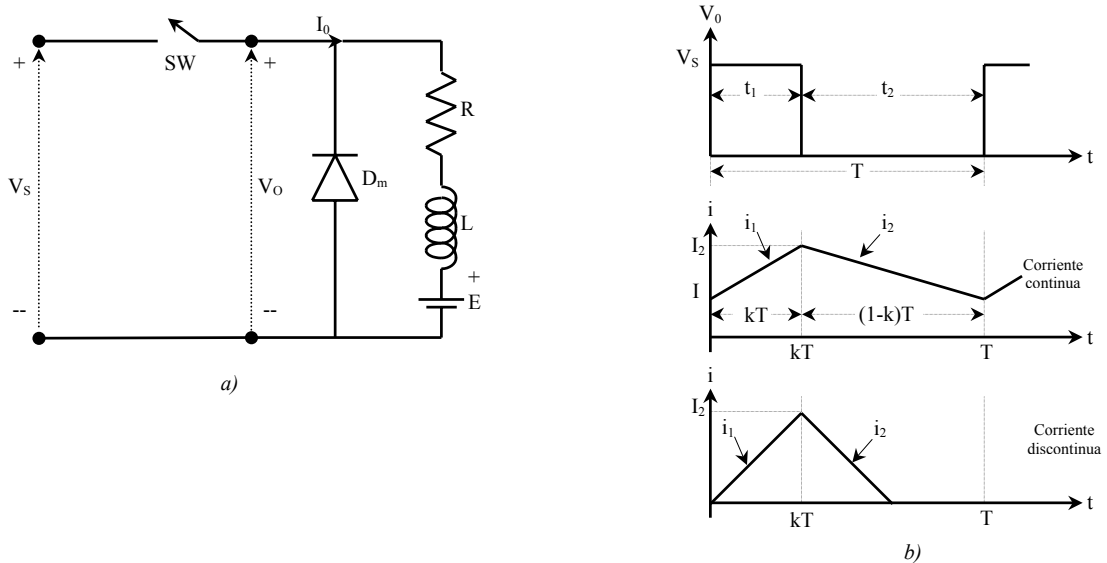 I₀
+
SW
+
R
Vₛ
Vₒ
Dₘ
L
+
E
--
--
a)
V₀
Vₛ
t₁
t₂
t
T
i
I₂
i₁
i₂
Corriente
continua
I
kT
(1-k)T
t
kT
T
i
I₂
i₁
i₂
Corriente
discontinua
t
kT
T
b)